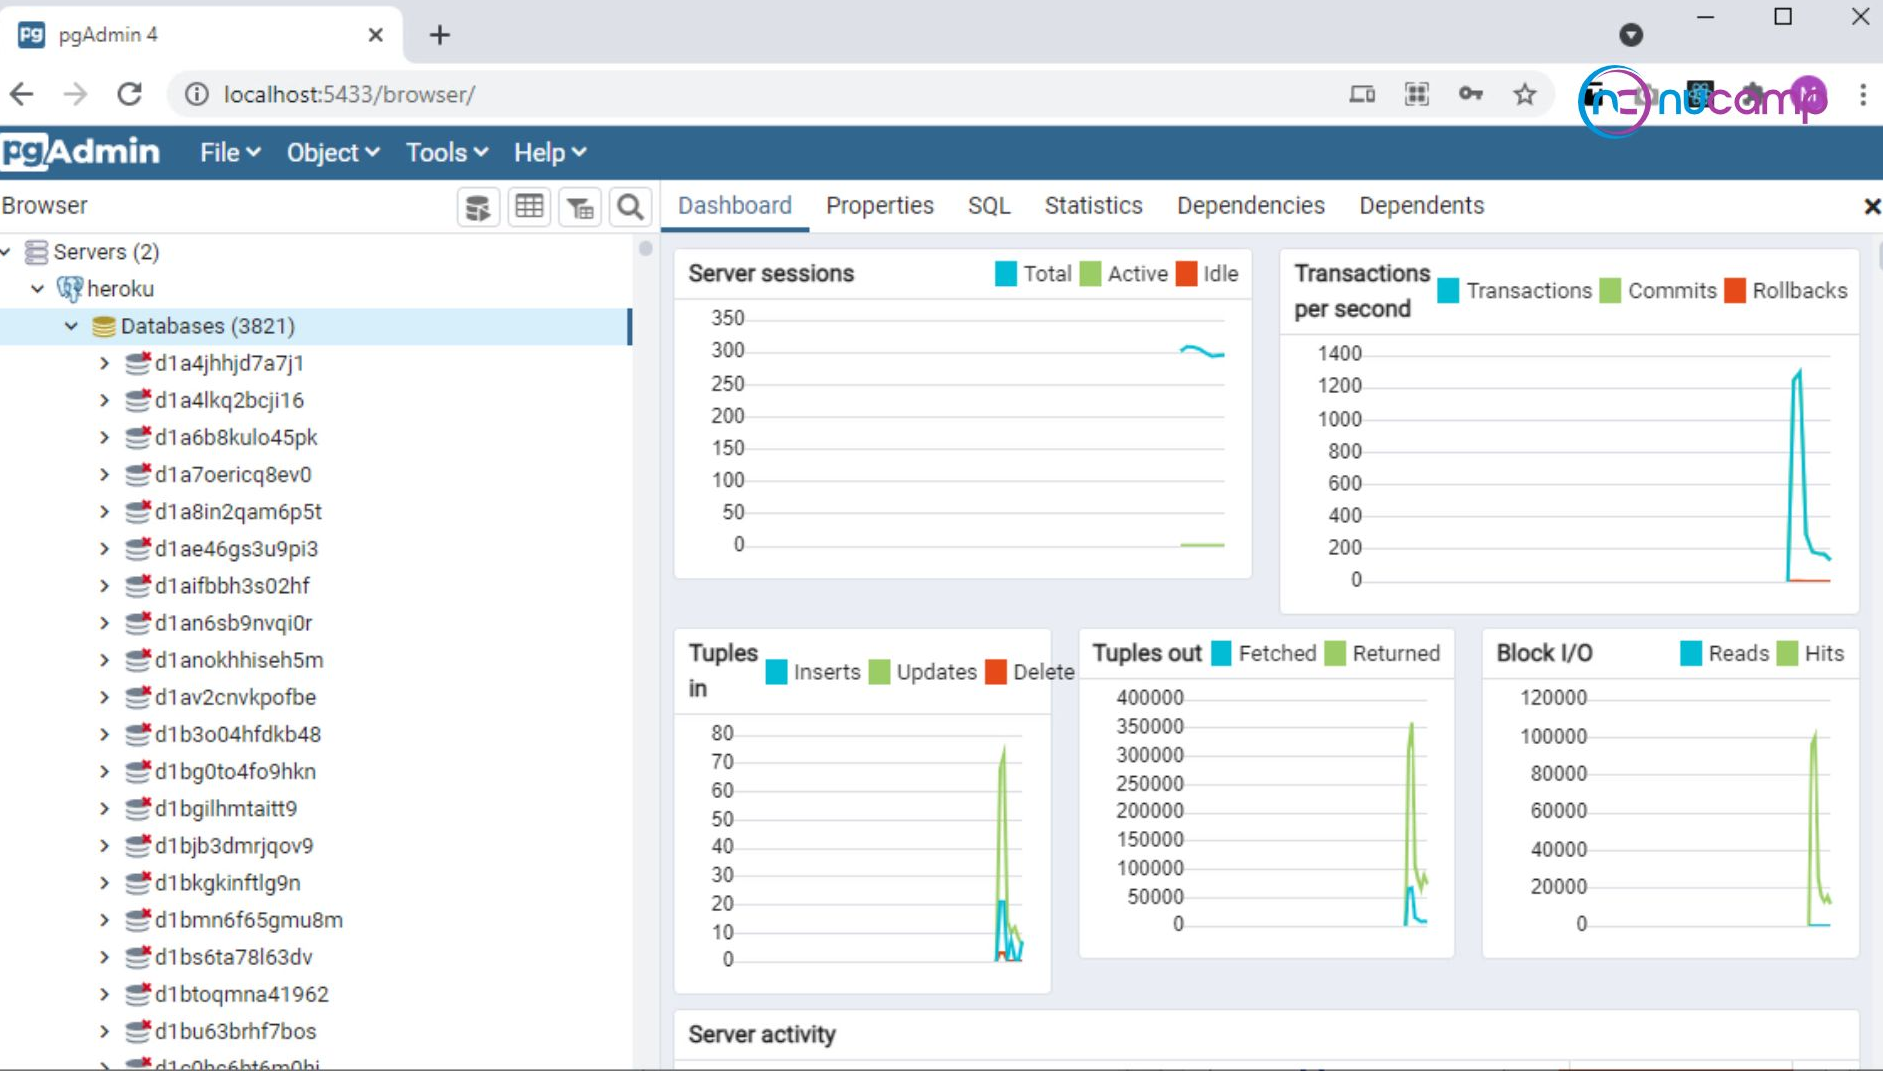 pgAdmin 4
localhost:5433/browser/
nucamp
pgAdmin File Object Tools Help
Browser
Dashboard Properties SQL Statistics Dependencies Dependents
Servers (2)
heroku
Databases (3821)
d1a4jhhjd7a7j1
d1a4lkq2bcji16
d1a6b8kulo45pk
d1a7oericq8ev0
d1a8in2qam6p5t
d1ae46gs3u9pi3
d1aifbbh3s02hf
d1an6sb9nvqi0r
d1anokhhiseh5m
d1av2cnvkpofbe
d1b3o04hfdkb48
d1bg0to4fo9hkn
d1bgilhmtaitt9
d1bjb3dmrjqov9
d1bkgkinftlg9n
d1bmn6f65gmu8m
d1bs6ta78l63dv
d1btoqmna41962
d1bu63brhf7bos
Server sessions Total Active Idle
350
300
250
200
150
100
50
0
Transactions
per second
Transactions Commits Rollbacks
1400
1200
1000
800
600
400
200
0
Tuples
in
Inserts Updates Delete
80
70
60
50
40
30
20
10
0
Tuples out Fetched Returned
400000
350000
300000
250000
200000
150000
100000
50000
0
Block I/O Reads Hits
120000
100000
80000
60000
40000
20000
0
Server activity